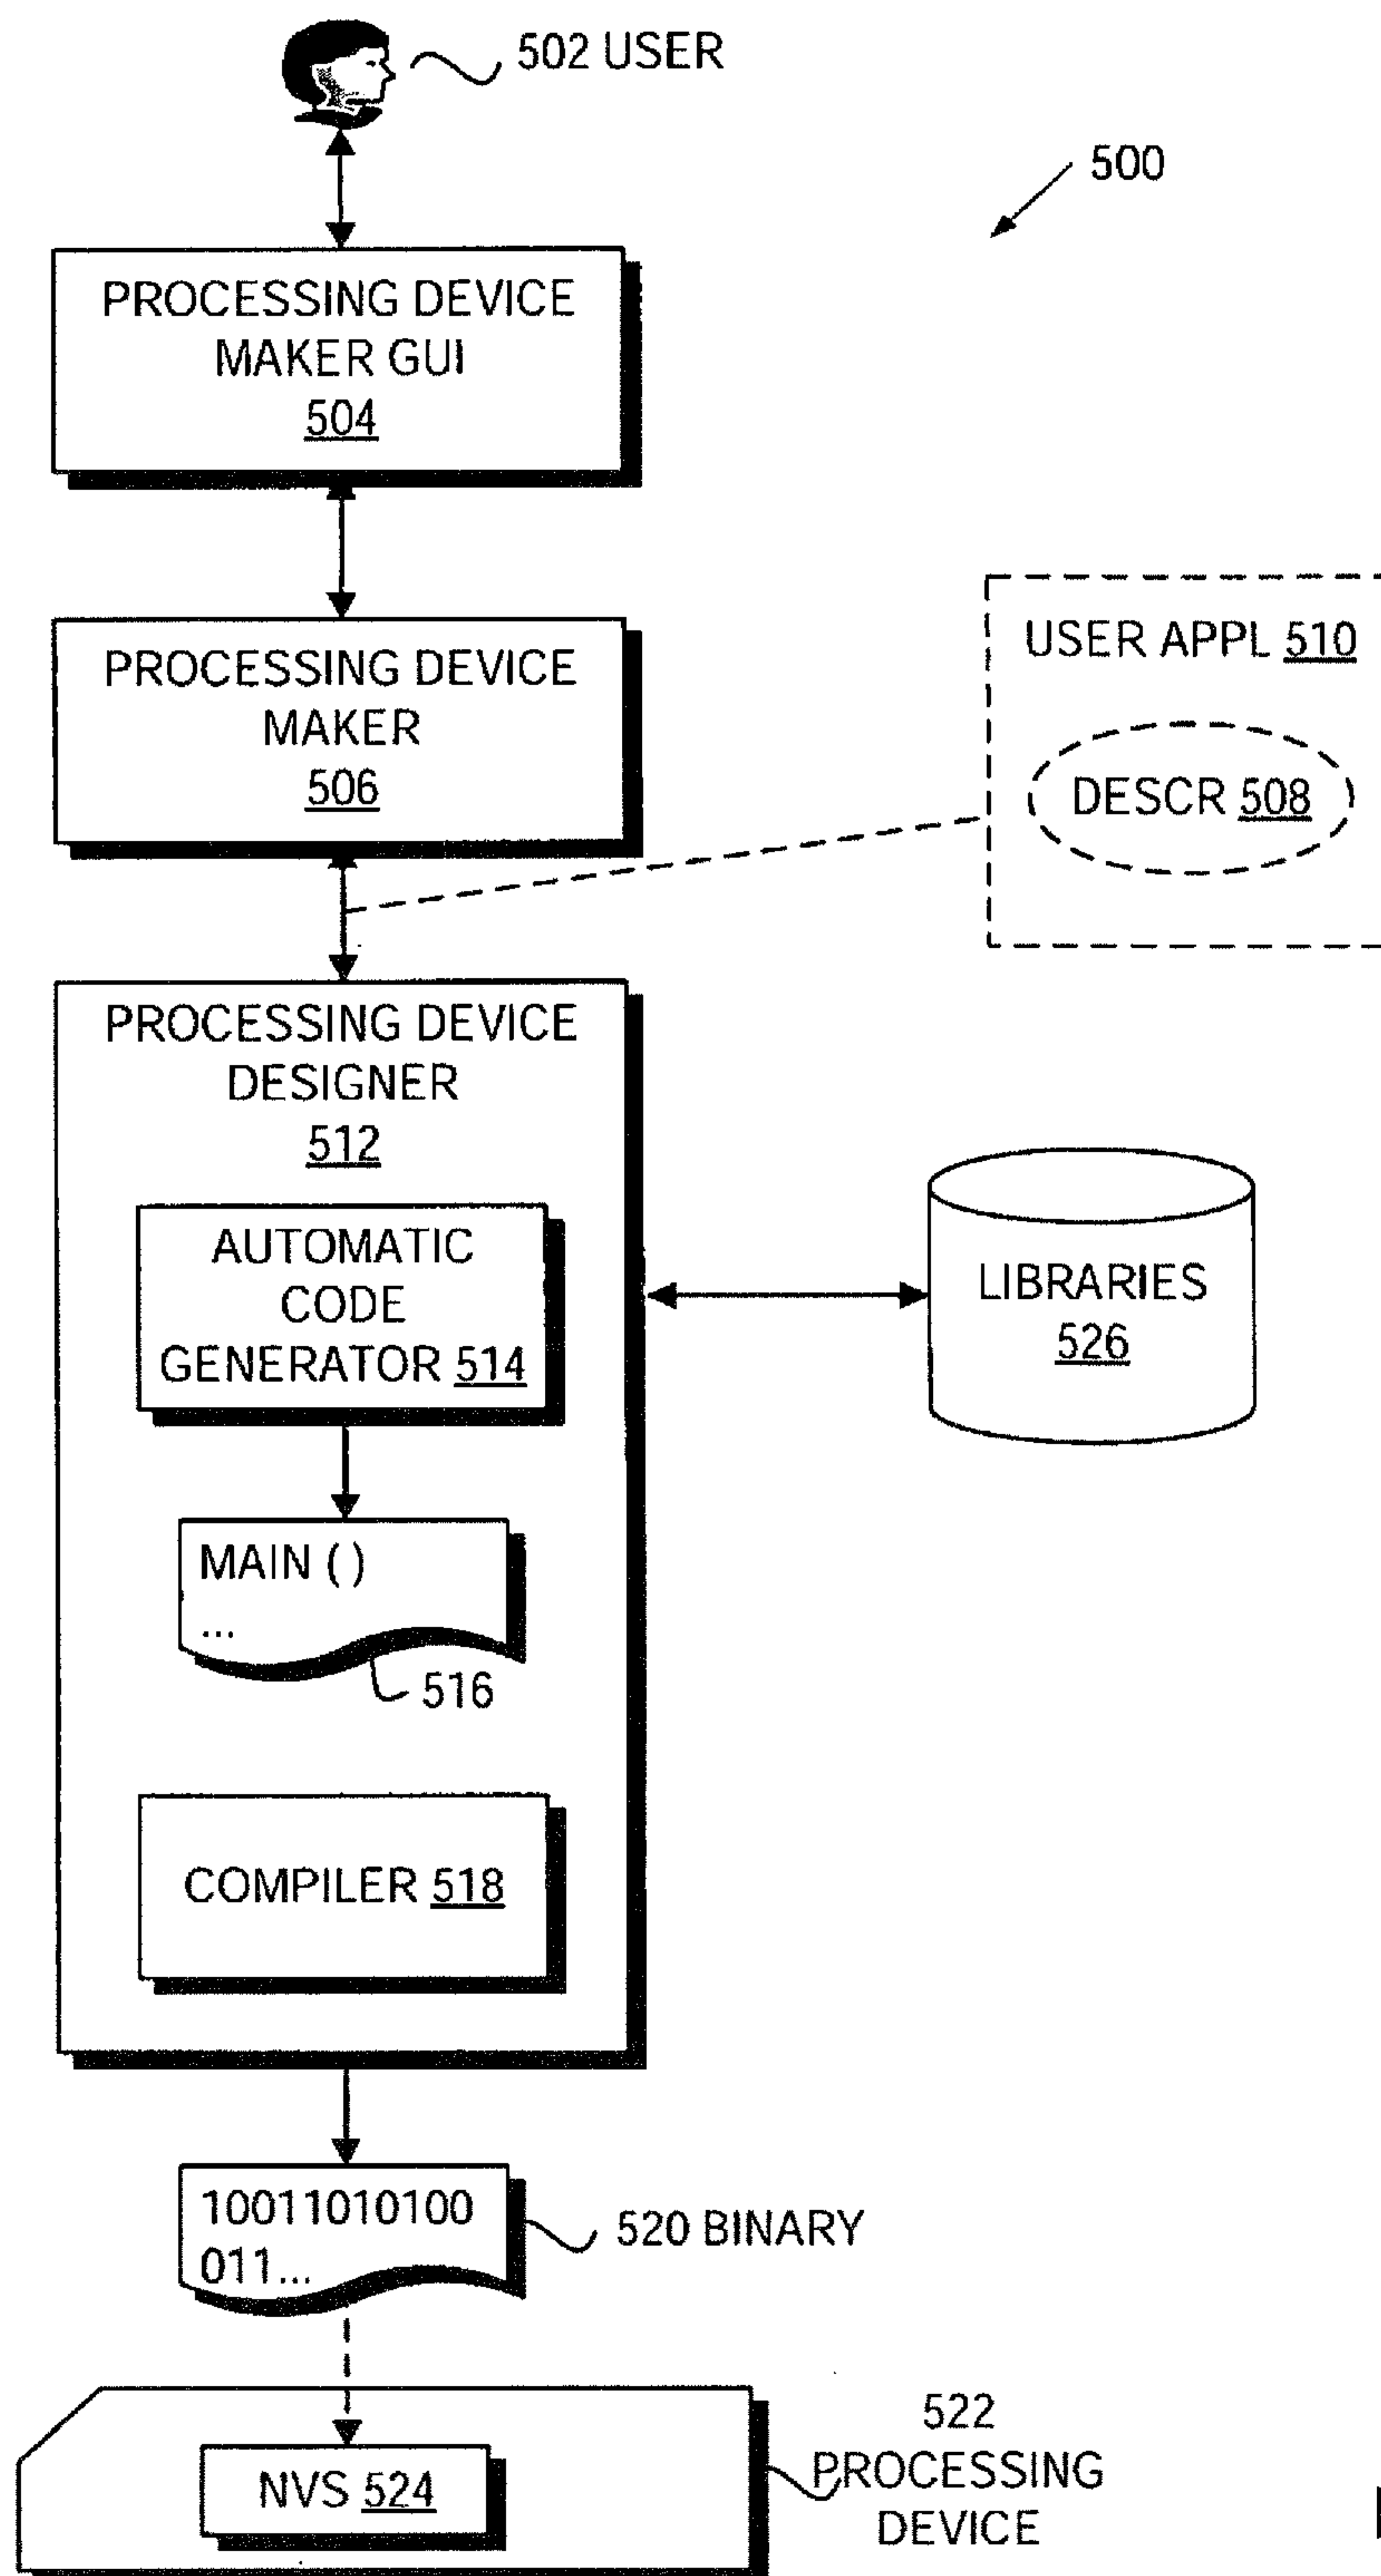 502 USER
500
PROCESSING DEVICE
MAKER GUI
504
PROCESSING DEVICE
MAKER
506
USER APPL 510
DESCR 508
PROCESSING DEVICE
DESIGNER
512
AUTOMATIC
CODE
GENERATOR 514
LIBRARIES
526
MAIN ( )
...
516
COMPILER 518
10011010100
011...
520 BINARY
522
PROCESSING
DEVICE
NVS 524